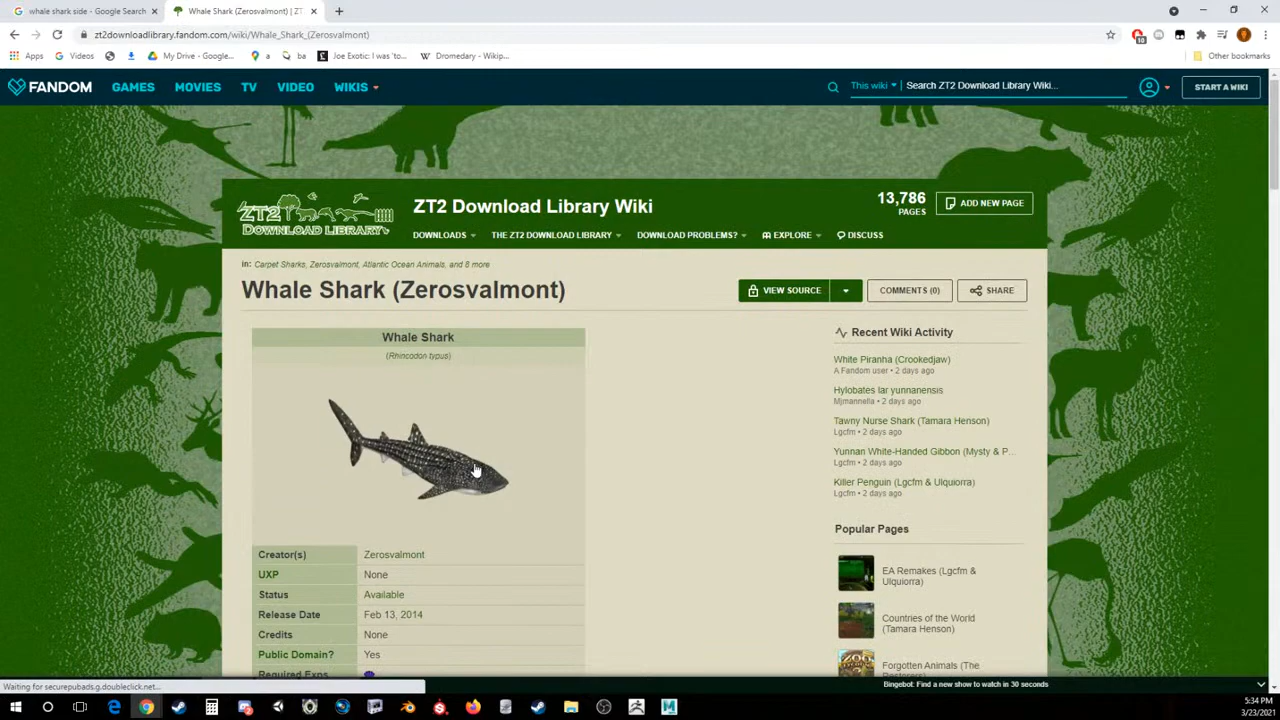 whale shark side - Google Search
Whale Shark (Zerosvalmont) | ZT
zt2downloadlibrary.fandom.com/wiki/Whale_Shark_(Zerosvalmont)
10
Apps
Videos
My Drive - Google...
a
ba
Joe Exotic: I was 'to...
Dromedary - Wikip...
Other bookmarks
FANDOM
GAMES
MOVIES
TV
VIDEO
WIKIS
This wiki
Search ZT2 Download Library Wiki...
START A WIKI
ZT2
DOWNLOAD LIBRARY
ZT2 Download Library Wiki
13,786
PAGES
ADD NEW PAGE
DOWNLOADS
THE ZT2 DOWNLOAD LIBRARY
DOWNLOAD PROBLEMS?
EXPLORE
DISCUSS
in: Carpet Sharks, Zerosvalmont, Atlantic Ocean Animals, and 8 more
Whale Shark (Zerosvalmont)
VIEW SOURCE
COMMENTS (0)
SHARE
Whale Shark
(Rhincodon typus)
Creator(s) Zerosvalmont
UXP None
Status Available
Release Date Feb 13, 2014
Credits None
Public Domain? Yes
Required Exps
Recent Wiki Activity
White Piranha (Crookedjaw)
A Fandom user • 2 days ago
Hylobates lar yunnanensis
Mjmannella • 2 days ago
Tawny Nurse Shark (Tamara Henson)
Lgcfm • 2 days ago
Yunnan White-Handed Gibbon (Mysty & P...
Lgcfm • 2 days ago
Killer Penguin (Lgcfm & Ulquiorra)
Lgcfm • 2 days ago
Popular Pages
EA Remakes (Lgcfm &
Ulquiorra)
Countries of the World
(Tamara Henson)
Forgotten Animals (The
Waiting for securepubads.g.doubleclick.net...
Bingebot: Find a new show to watch in 30 seconds
5:34 PM
3/23/2021